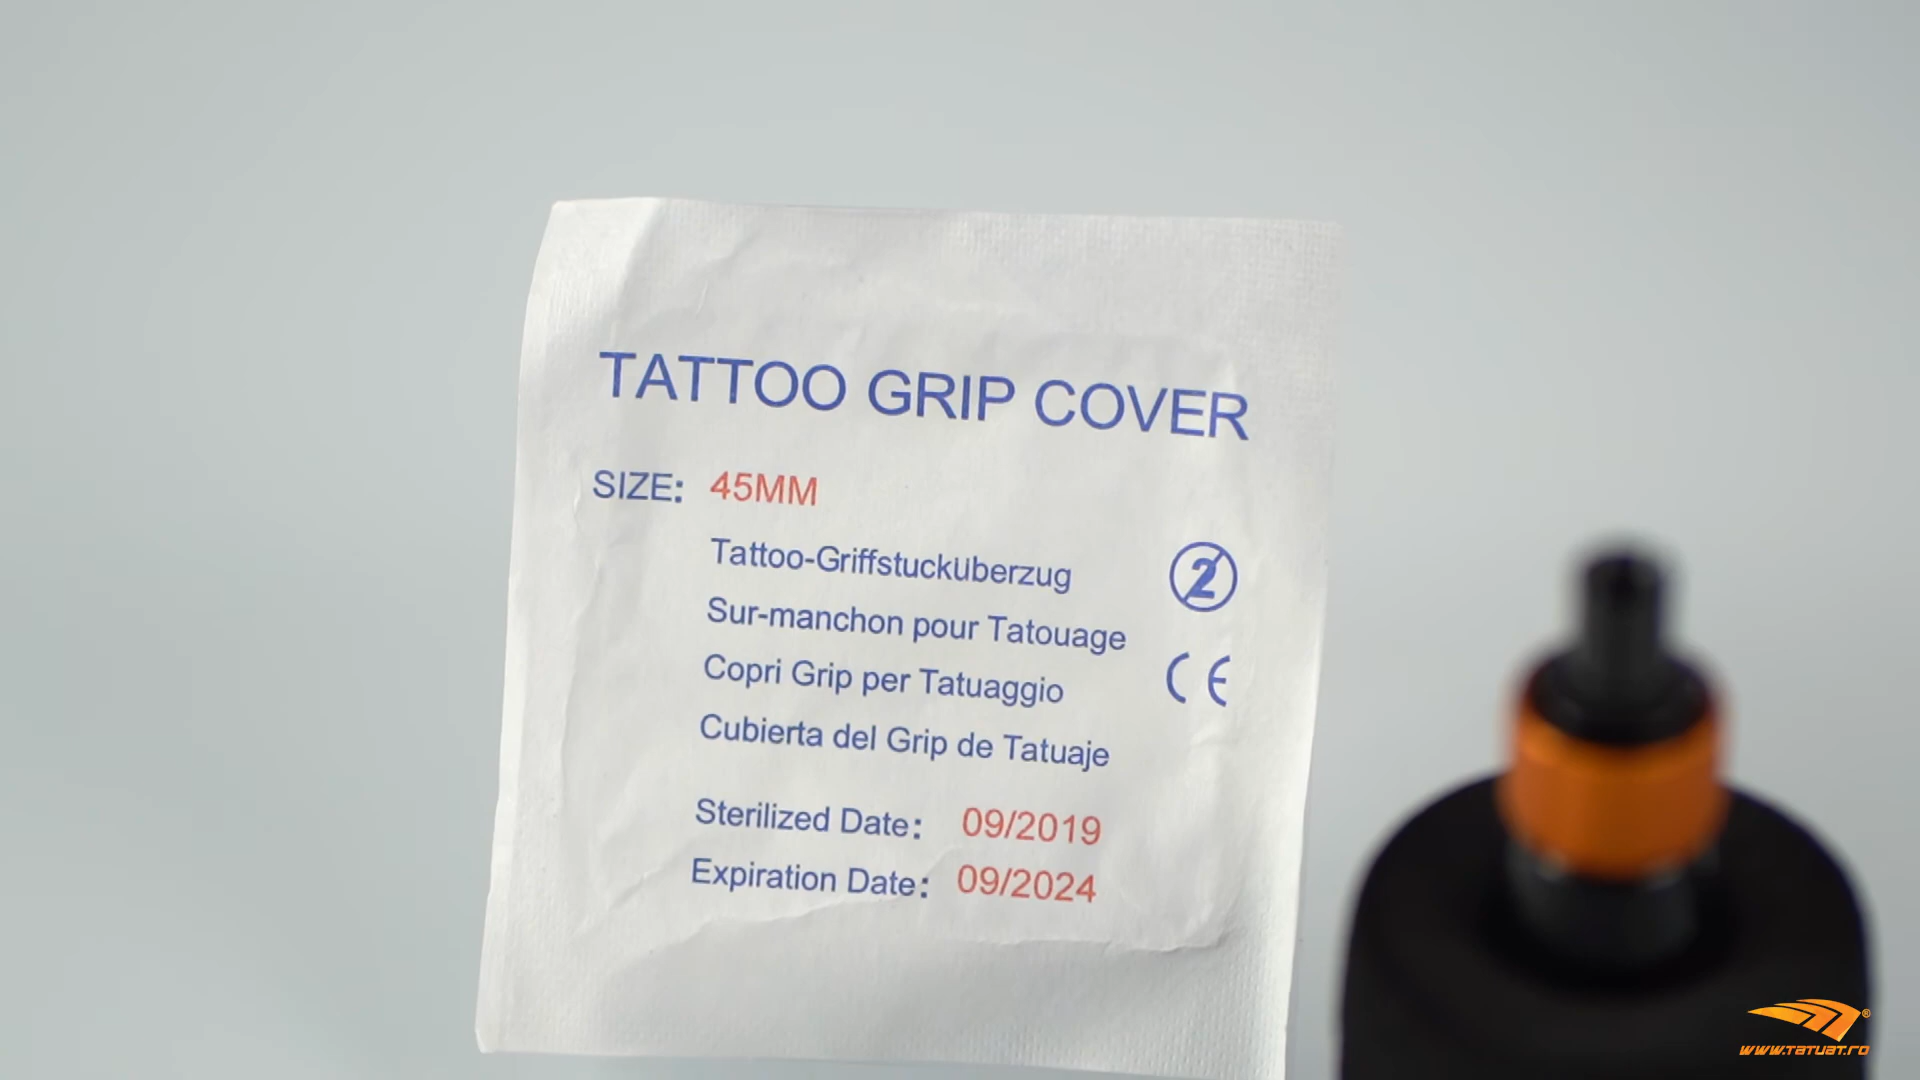 TATTOO GRIP COVER
SIZE: 45MM
Tattoo-Griffstucküberzug
Sur-manchon pour Tatouage
Copri Grip per Tatuaggio
Cubierta del Grip de Tatuaje
2
CE
Sterilized Date: 09/2019
Expiration Date: 09/2024
®
WWW.TATUAT.RO